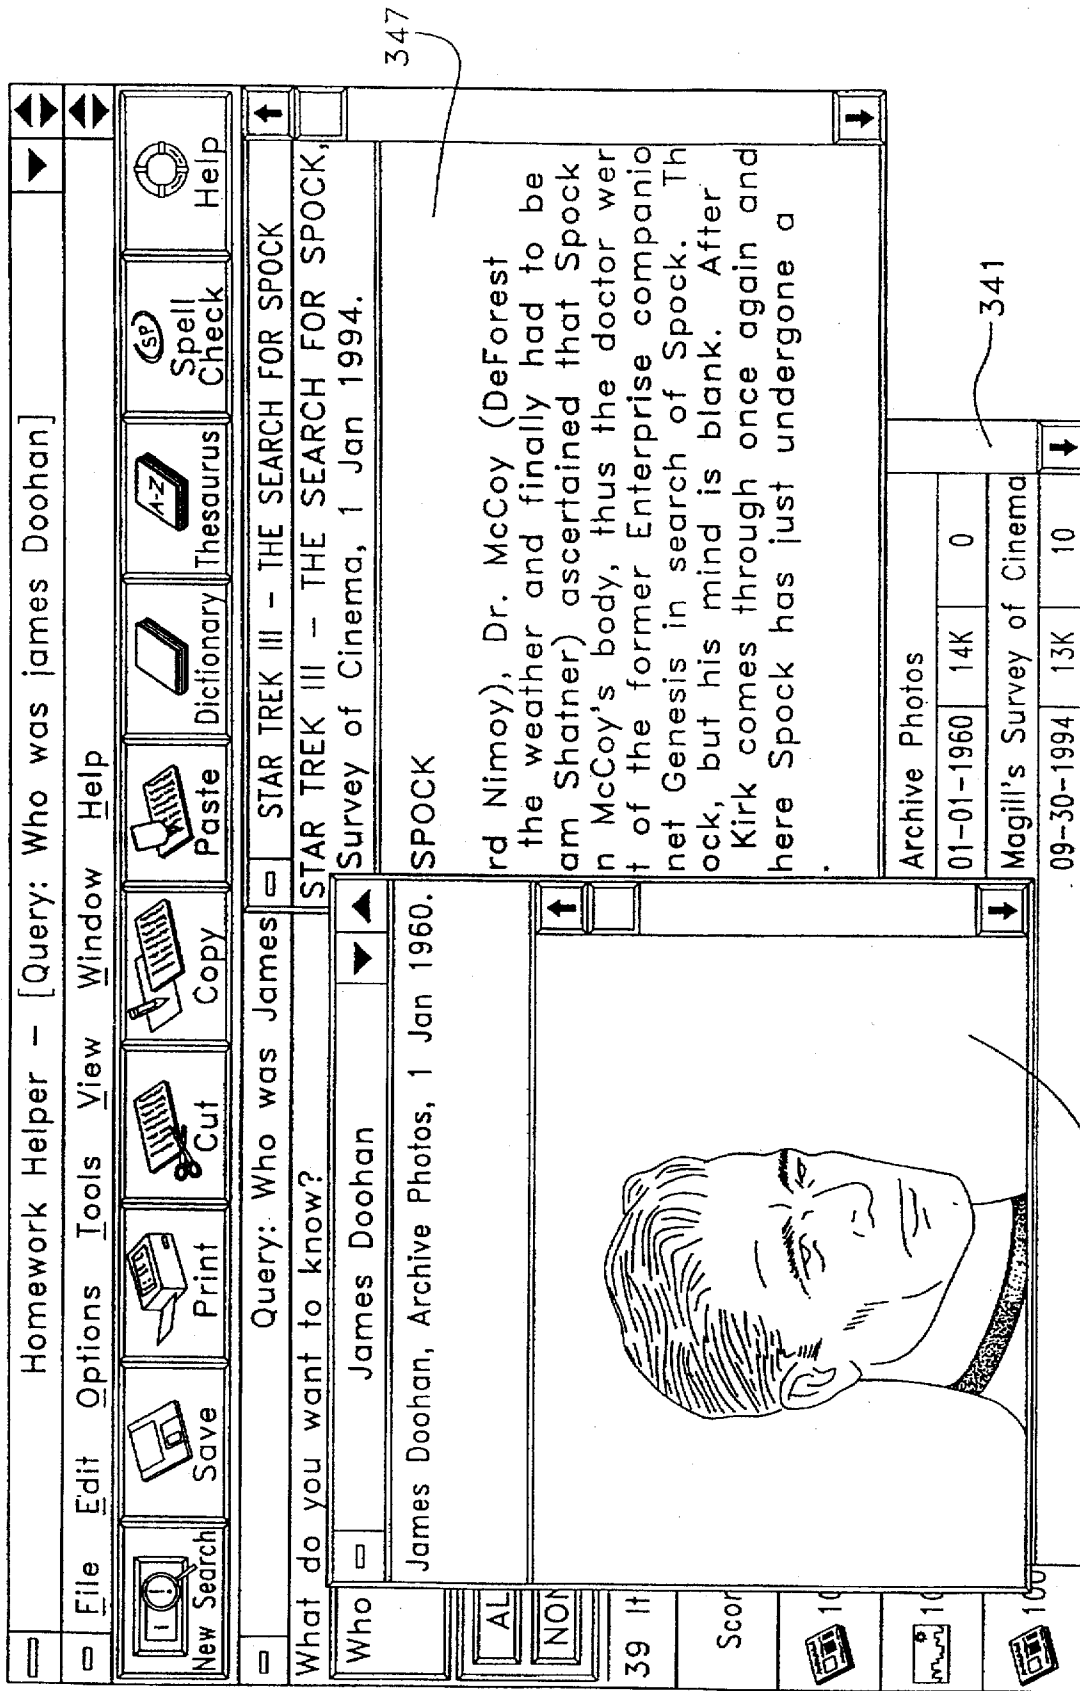 Homework Helper – [Query: Who was james Doohan]
File Edit Options Tools View Window Help
New Search Save Print Cut Copy Paste Dictionary Thesaurus Spell Check Help
A-Z
SP
Query: Who was James
STAR TREK III – THE SEARCH FOR SPOCK
What do you want to know?
STAR TREK III – THE SEARCH FOR SPOCK,
Survey of Cinema, 1 Jan 1994.
347
Who
James Doohan
James Doohan, Archive Photos, 1 Jan 1960.
SPOCK
rd Nimoy), Dr. McCoy (DeForest
the weather and finally had to be
am Shatner) ascertained that Spock
n McCoy's body, thus the doctor wer
t of the former Enterprise companio
net Genesis in search of Spock. Th
ock, but his mind is blank. After
Kirk comes through once again and
here Spock has just undergone a
.
AL
NON
39 It
Scor
10
Archive Photos
10
01–01–1960 14K 0
Magill's Survey of Cinema
100
09–30–1994 13K 10
341